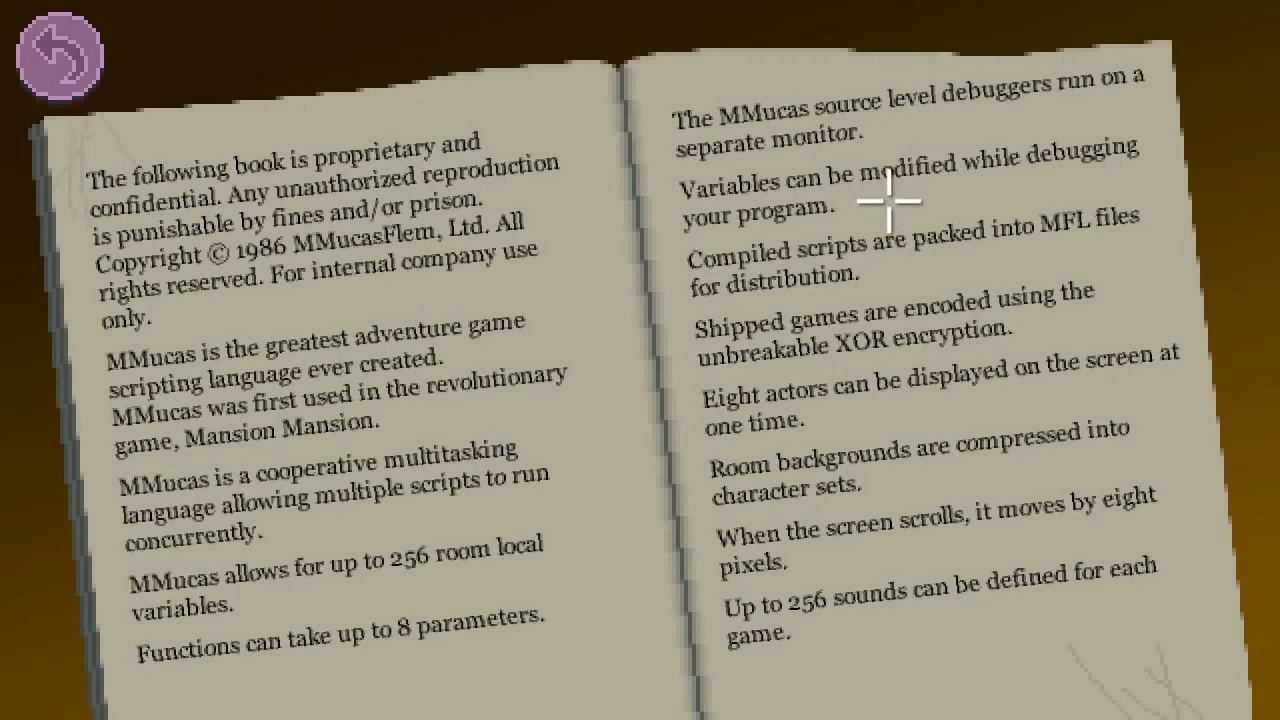 The following book is proprietary and
confidential. Any unauthorized reproduction
is punishable by fines and/or prison.
Copyright © 1986 MMucasFlem, Ltd. All
rights reserved. For internal company use
only.
MMucas is the greatest adventure game
scripting language ever created.
MMucas was first used in the revolutionary
game, Mansion Mansion.
MMucas is a cooperative multitasking
language allowing multiple scripts to run
concurrently.
MMucas allows for up to 256 room local
variables.
Functions can take up to 8 parameters.
The MMucas source level debuggers run on a
separate monitor.
Variables can be modified while debugging
your program.
Compiled scripts are packed into MFL files
for distribution.
Shipped games are encoded using the
unbreakable XOR encryption.
Eight actors can be displayed on the screen at
one time.
Room backgrounds are compressed into
character sets.
When the screen scrolls, it moves by eight
pixels.
Up to 256 sounds can be defined for each
game.